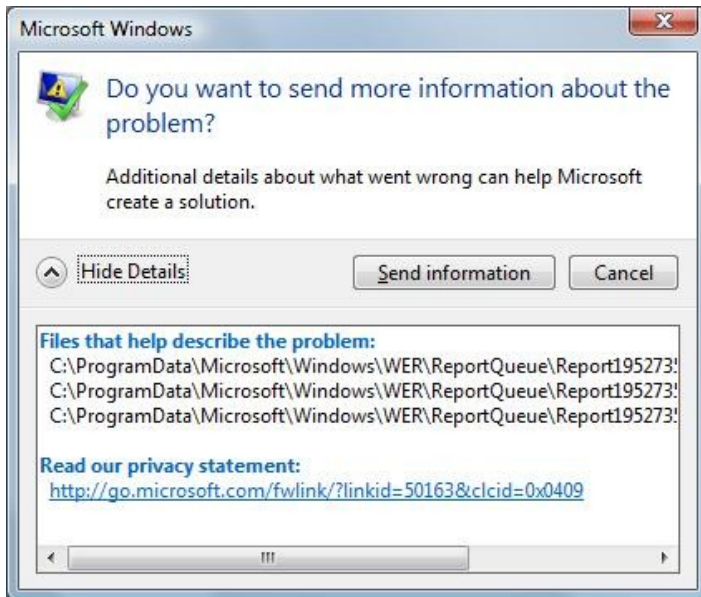 Microsoft Windows
Do you want to send more information about the
problem?
Additional details about what went wrong can help Microsoft
create a solution.
Hide Details
Send information
Cancel
Files that help describe the problem:
C:\ProgramData\Microsoft\Windows\WER\ReportQueue\Report195273
C:\ProgramData\Microsoft\Windows\WER\ReportQueue\Report195273
C:\ProgramData\Microsoft\Windows\WER\ReportQueue\Report195273
Read our privacy statement:
http://go.microsoft.com/fwlink/?linkid=50163&clcid=0x0409